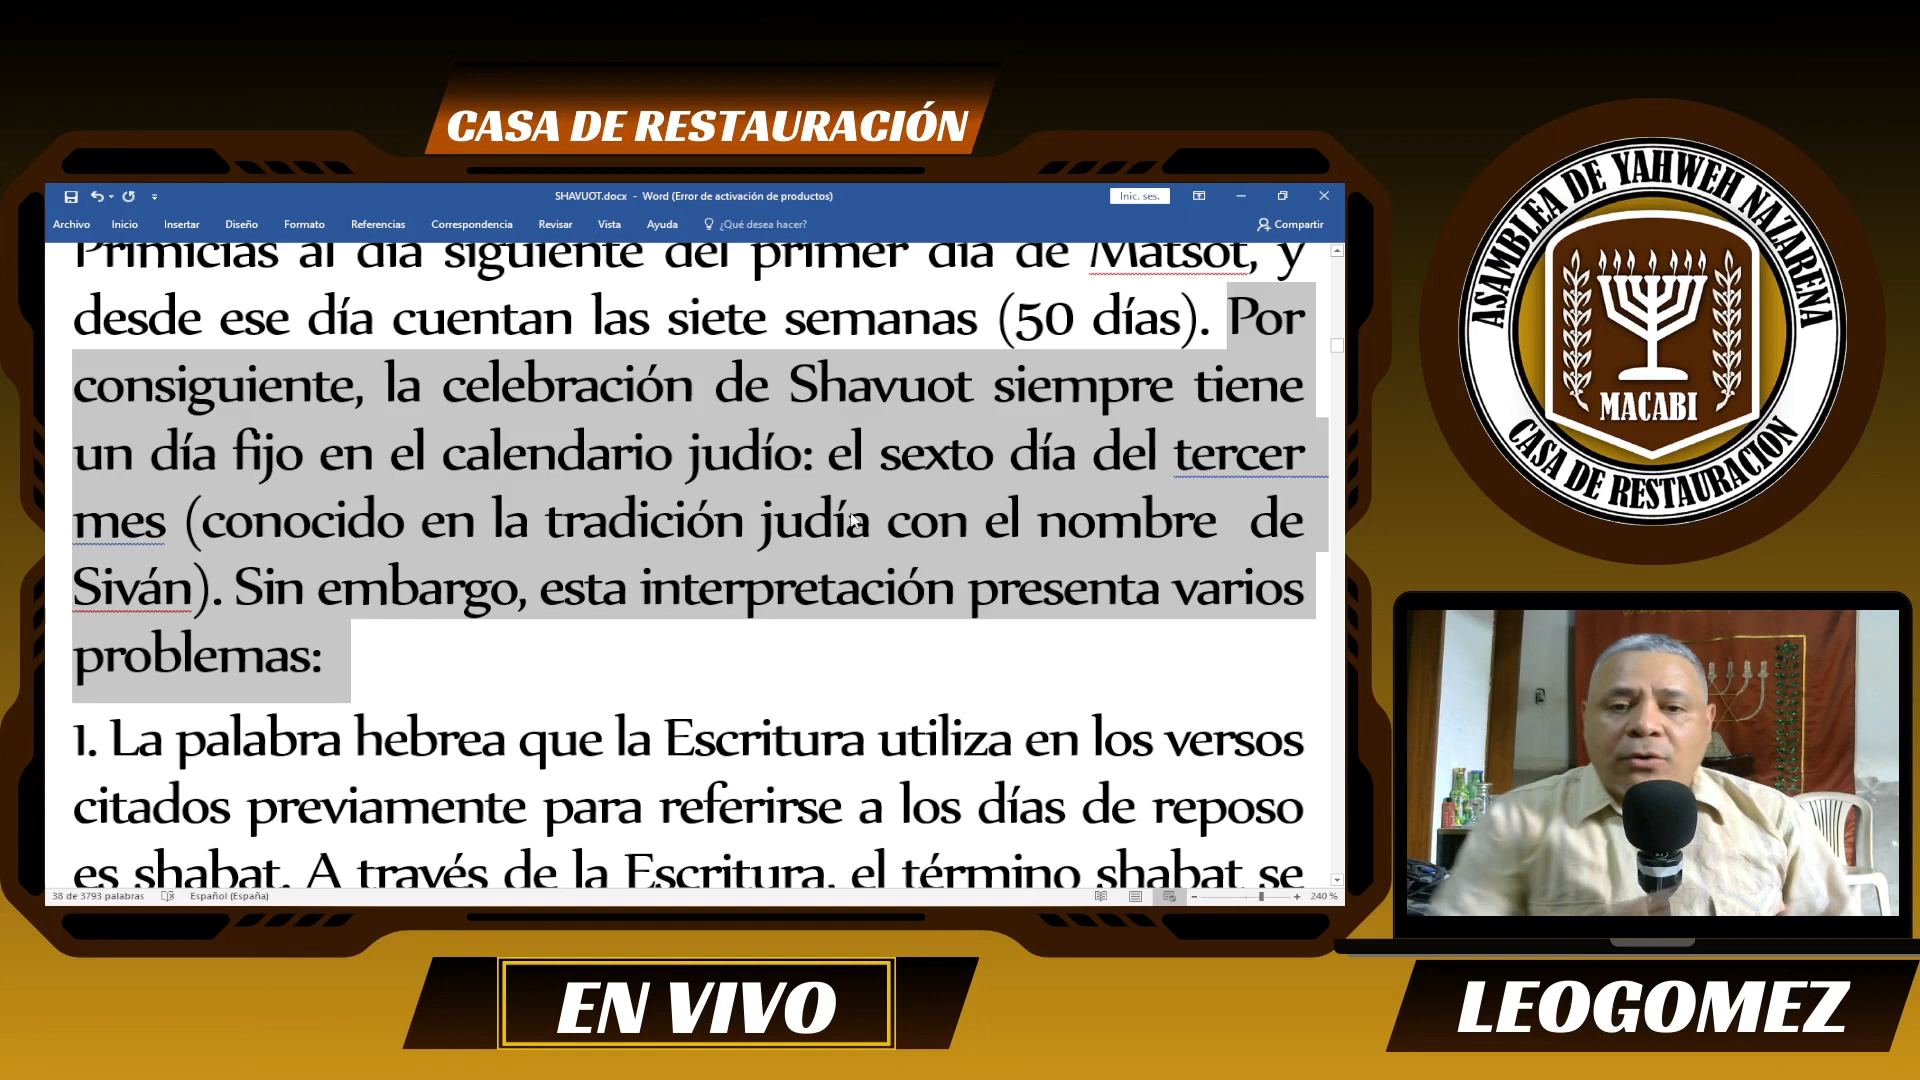 CASA DE RESTAURACIÓN
SHAVUOT.docx - Word (Error de activación de productos)
Inic. ses.
Archivo Inicio Insertar Diseño Formato Referencias Correspondencia Revisar Vista Ayuda ¿Qué desea hacer? Compartir
Primicias al día siguiente del primer día de Matsot, y
desde ese día cuentan las siete semanas (50 días). Por
consiguiente, la celebración de Shavuot siempre tiene
un día fijo en el calendario judío: el sexto día del tercer
mes (conocido en la tradición judía con el nombre de
Siván). Sin embargo, esta interpretación presenta varios
problemas:
1. La palabra hebrea que la Escritura utiliza en los versos
citados previamente para referirse a los días de reposo
es shabat. A través de la Escritura, el término shabat se
38 de 3793 palabras Español (España) 240 %
ASAMBLEA DE YAHWEH NAZARENA
MACABI
CASA DE RESTAURACION
EN VIVO
LEOGOMEZ